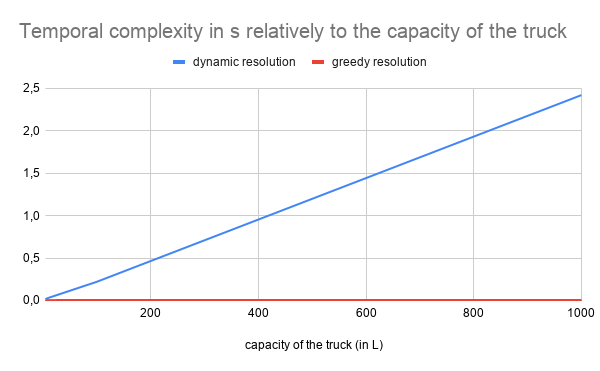 Temporal complexity in s relatively to the capacity of the truck
dynamic resolution greedy resolution
2,5
2,0
1,5
1,0
0,5
0,0
200 400 600 800 1000
capacity of the truck (in L)